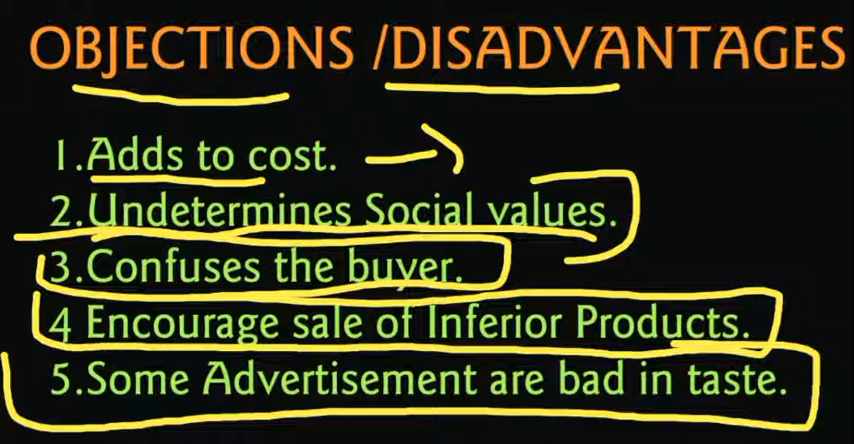 OBJECTIONS /DISADVANTAGES
1.Adds to cost.
2.Undetermines Social values.
3.Confuses the buyer.
4 Encourage sale of Inferior Products.
5.Some Advertisement are bad in taste.